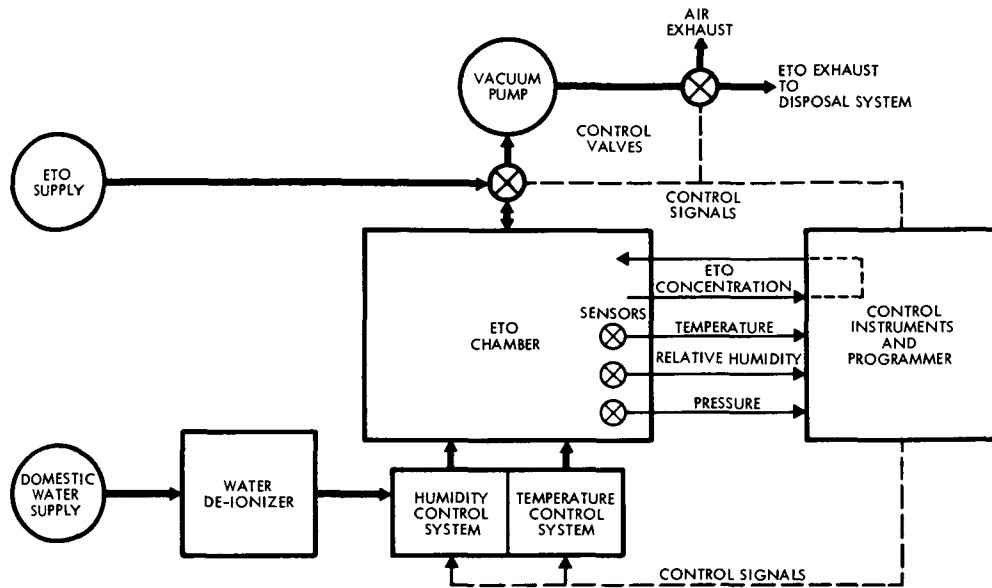 AIR
EXHAUST
VACUUM
PUMP
ETO EXHAUST
TO
DISPOSAL SYSTEM
CONTROL
VALVES
ETO
SUPPLY
CONTROL
SIGNALS
ETO
CONCENTRATION
SENSORS
ETO
CHAMBER
TEMPERATURE
RELATIVE HUMIDITY
PRESSURE
CONTROL
INSTRUMENTS
AND
PROGRAMMER
DOMESTIC
WATER
SUPPLY
WATER
DE-IONIZER
HUMIDITY
CONTROL
SYSTEM
TEMPERATURE
CONTROL
SYSTEM
CONTROL SIGNALS